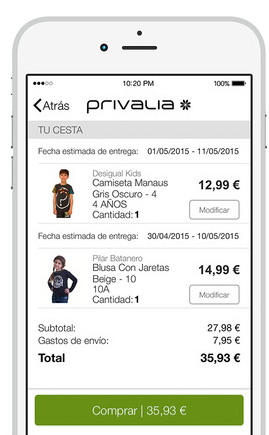 10:20 PM
100%
Atrás
privalia
TU CESTA
Fecha estimada de entrega: 01/05/2015 - 11/05/2015
Desigual Kids
Camiseta Manaus
Gris Oscuro - 4
4 AÑOS
Cantidad: 1
12,99 €
Modificar
Fecha estimada de entrega: 30/04/2015 - 10/05/2015
Pilar Batanero
Blusa Con Jaretas
Beige - 10
10A
Cantidad: 1
14,99 €
Modificar
Subtotal: 27,98 €
Gastos de envío: 7,95 €
Total 35,93 €
Comprar | 35,93 €